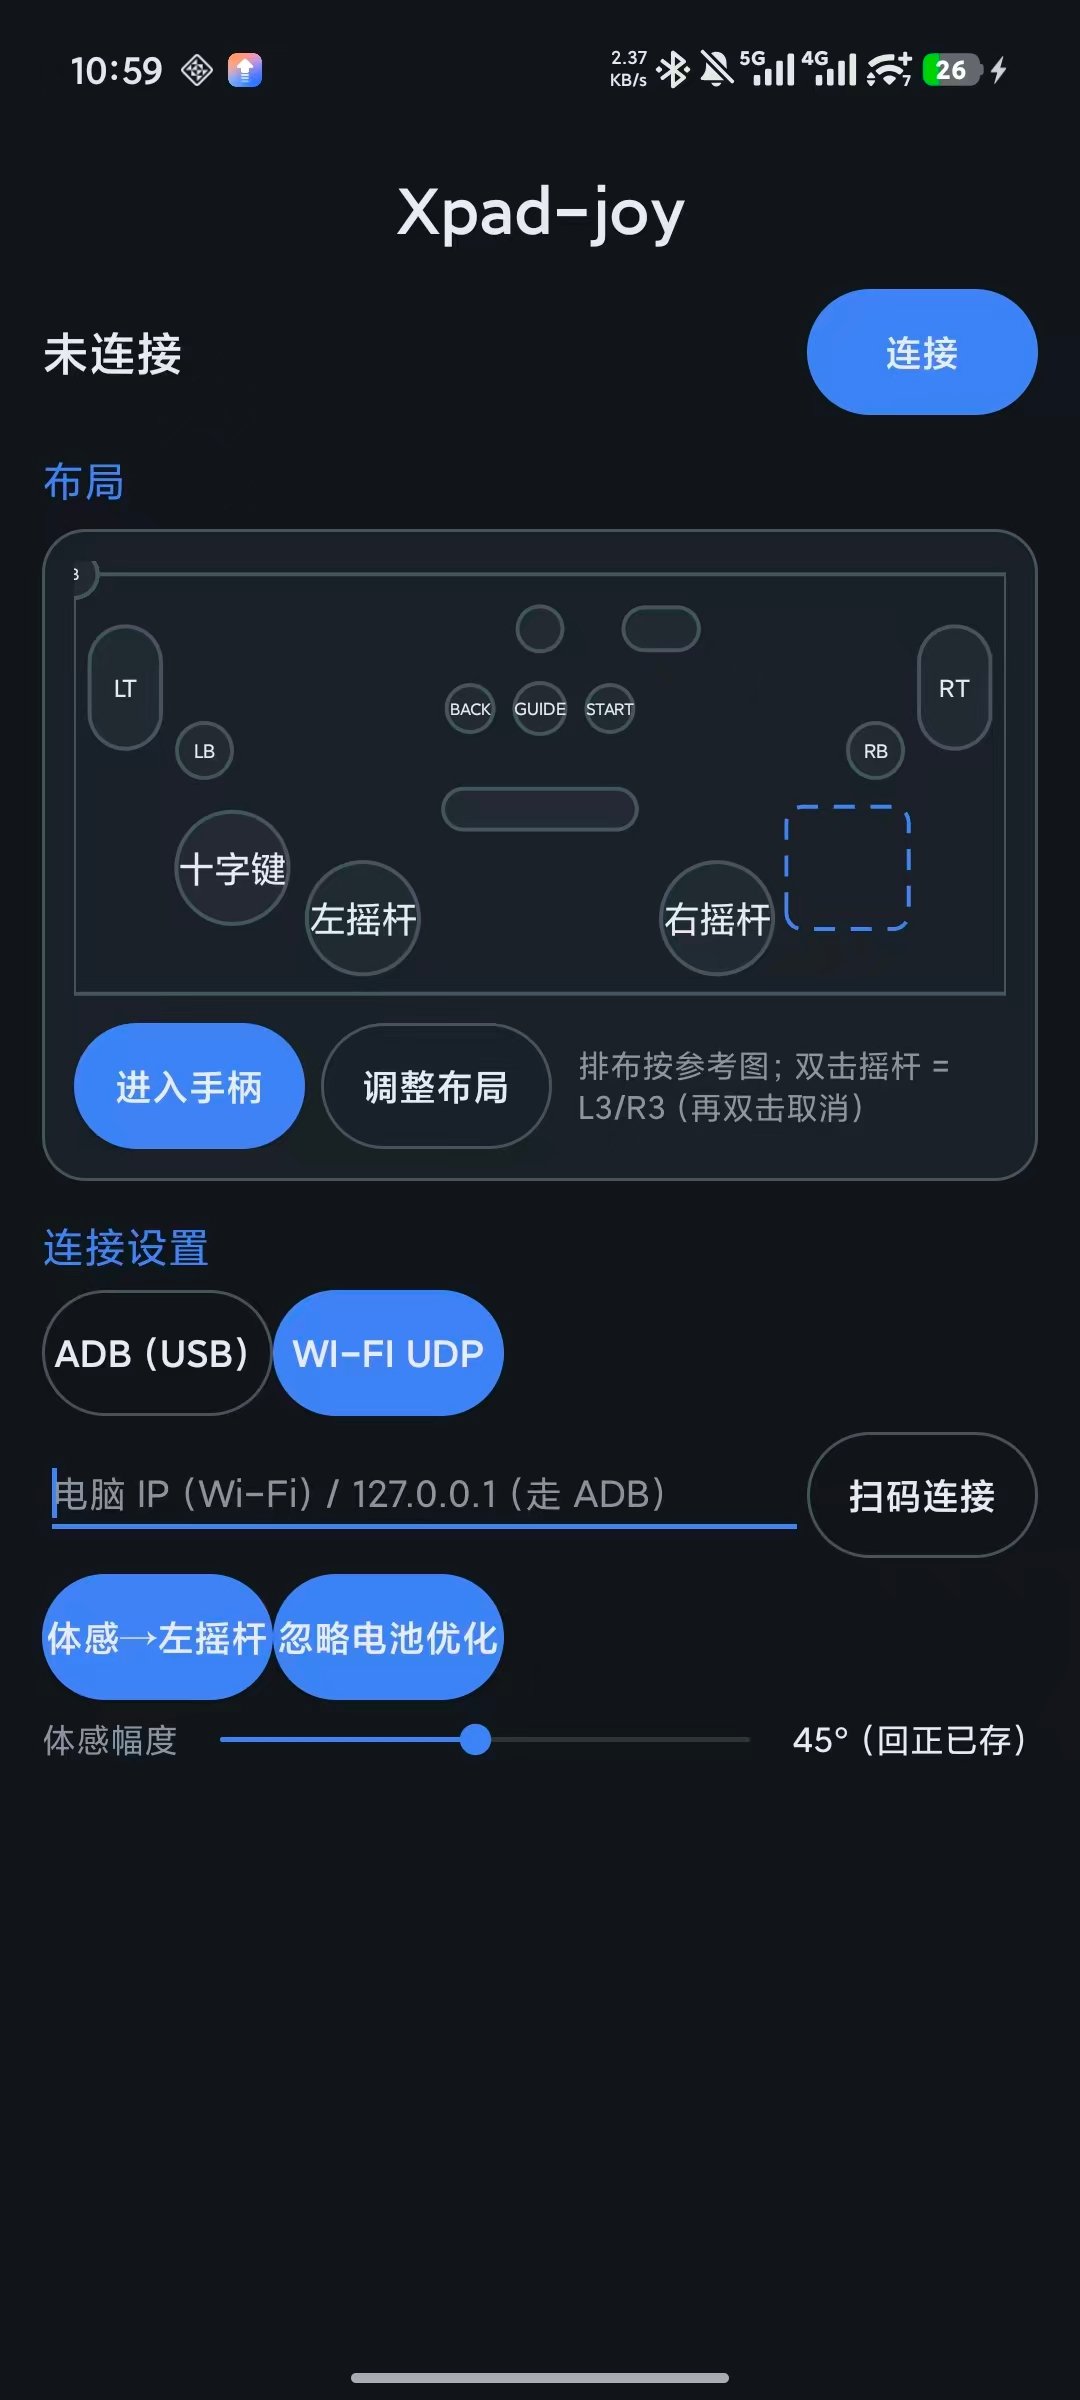 10:59
2.37 KB/s
5G
4G
7
26
Xpad-joy
未连接
连接
布局
LT
RT
BACK
GUIDE
START
LB
RB
十字键
左摇杆
右摇杆
进入手柄
调整布局
排布按参考图; 双击摇杆 =
L3/R3 (再双击取消)
连接设置
ADB (USB)
WI-FI UDP
电脑 IP (Wi-Fi) / 127.0.0.1 (走 ADB)
扫码连接
体感→左摇杆
忽略电池优化
体感幅度
45° (回正已存)